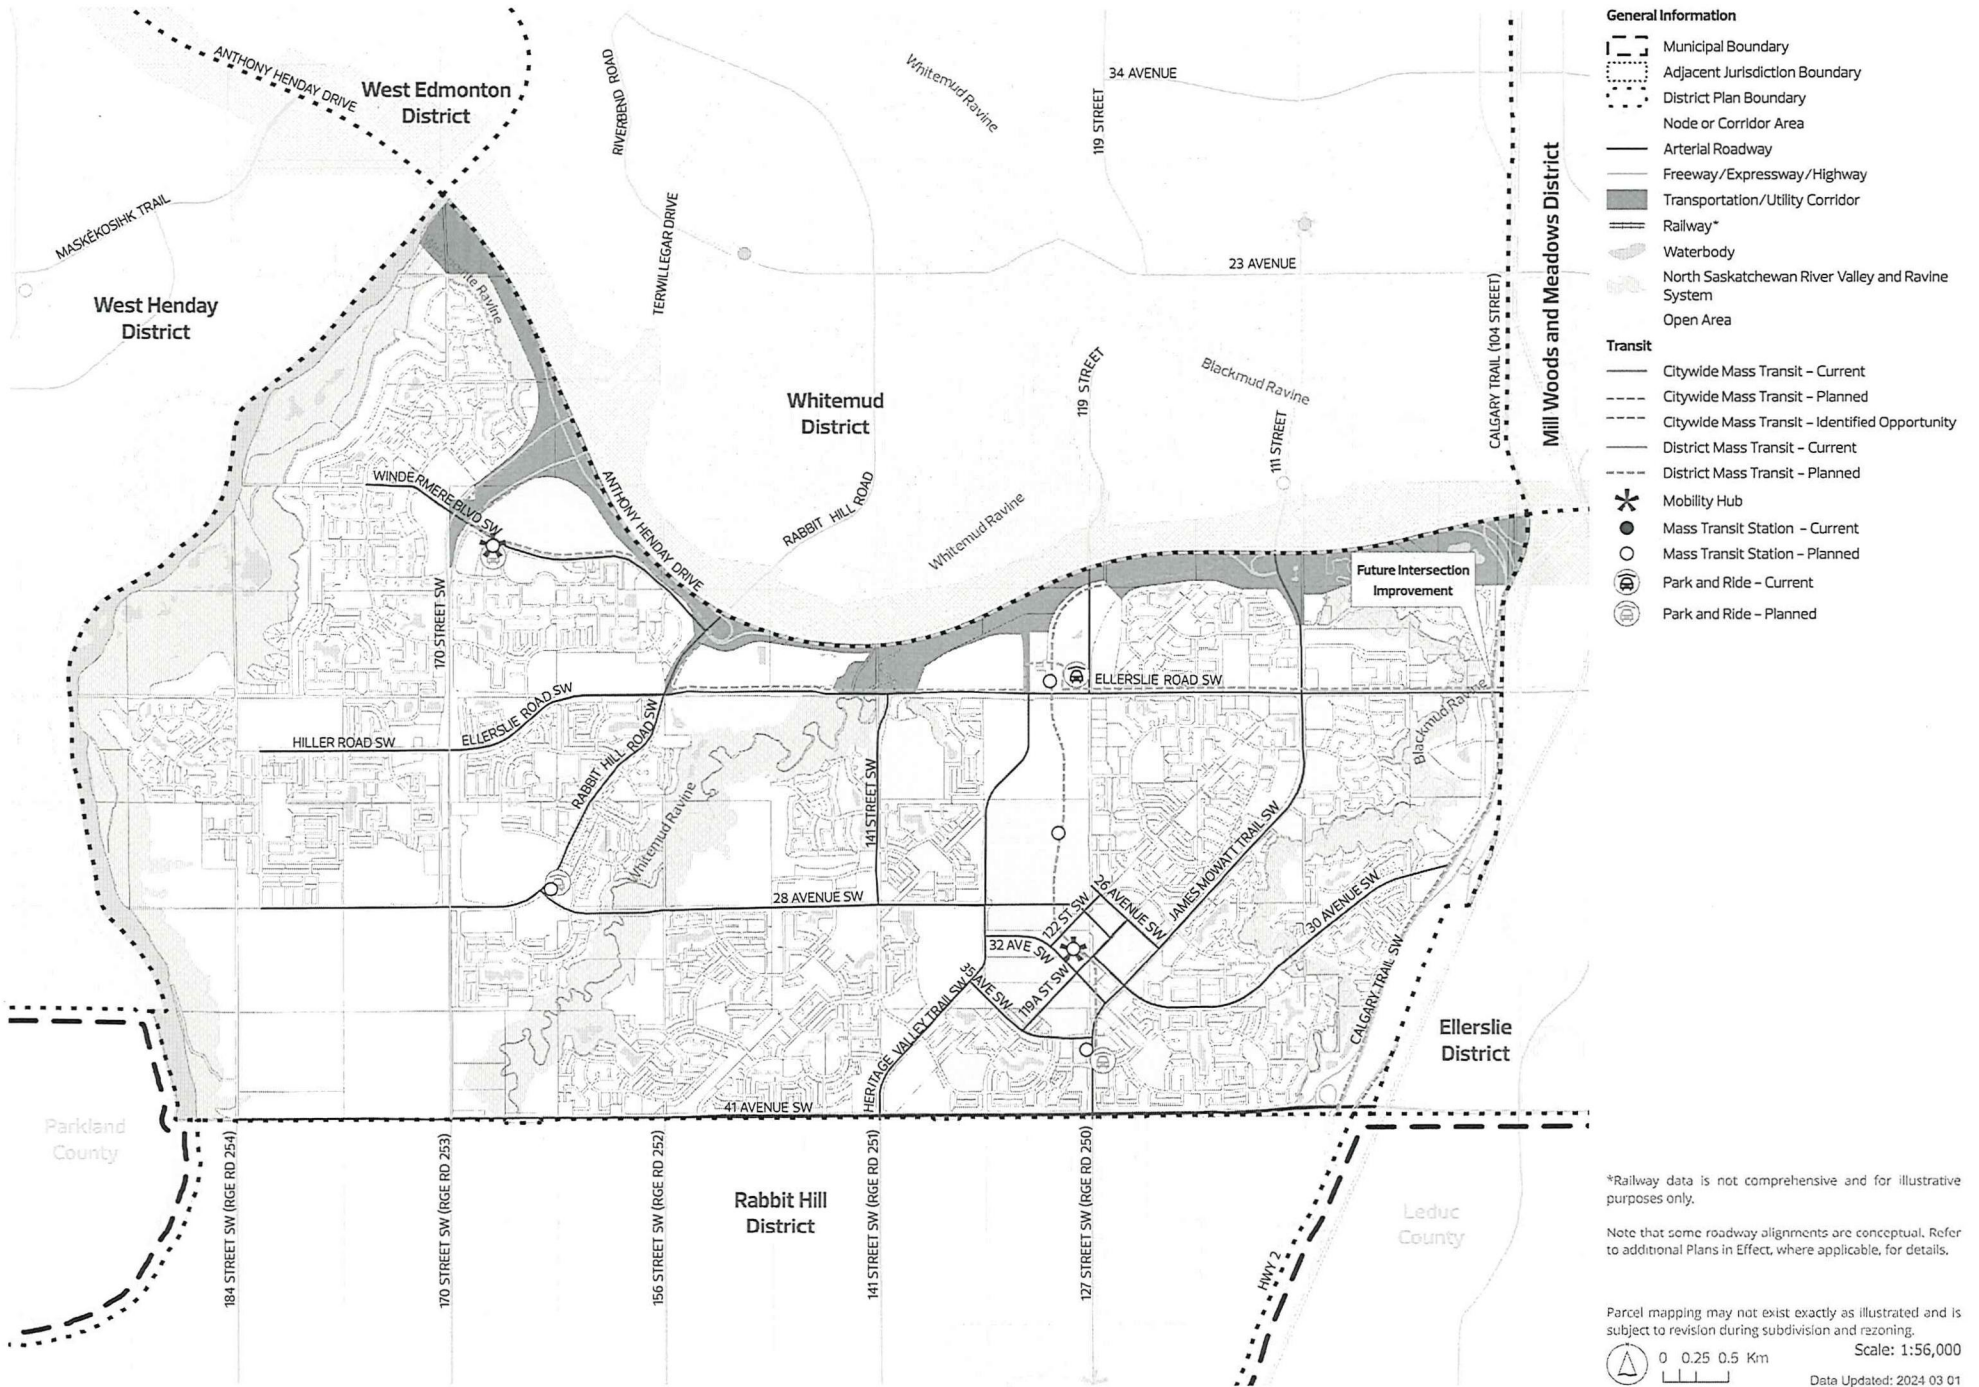 ANTHONY HENDAY DRIVE
West Edmonton
District
RIVERBEND ROAD
Whitemud Ravine
119 STREET
34 AVENUE
MASKÊKOSIHK TRAIL
TERWILLEGAR DRIVE
23 AVENUE
CALGARY TRAIL (104 STREET)
Mill Woods and Meadows District
West Henday
District
Whitemud
District
119 STREET
Blackmud Ravine
111 STREET
WINDERMERE BLVD SW
ANTHONY HENDAY DRIVE
RABBIT HILL ROAD
Whitemud Ravine
Future Intersection
Improvement
170 STREET SW
ELLERSLIE ROAD SW
ELLERSLIE ROAD SW
HILLER ROAD SW
RABBIT HILL ROAD SW
Whitemud Ravine
141 STREET SW
Blackmud Ravine
JAMES MOWATT TRAIL SW
28 AVENUE SW
122 ST SW
26 AVENUE SW
30 AVENUE SW
32 AVE SW
35 AVE SW
119A ST SW
HERITAGE VALLEY TRAIL SW
CALGARY TRAIL SW
Ellerslie
District
41 AVENUE SW
Parkland
County
184 STREET SW (RGE RD 254)
170 STREET SW (RGE RD 253)
156 STREET SW (RGE RD 252)
141 STREET SW (RGE RD 251)
127 STREET SW (RGE RD 250)
Rabbit Hill
District
HWY 2
Leduc
County
General Information
Municipal Boundary
Adjacent Jurisdiction Boundary
District Plan Boundary
Node or Corridor Area
Arterial Roadway
Freeway/Expressway/Highway
Transportation/Utility Corridor
Railway*
Waterbody
North Saskatchewan River Valley and Ravine
System
Open Area
Transit
Citywide Mass Transit – Current
Citywide Mass Transit – Planned
Citywide Mass Transit – Identified Opportunity
District Mass Transit – Current
District Mass Transit – Planned
Mobility Hub
Mass Transit Station – Current
Mass Transit Station – Planned
Park and Ride – Current
Park and Ride – Planned
*Railway data is not comprehensive and for illustrative
purposes only.
Note that some roadway alignments are conceptual. Refer
to additional Plans in Effect, where applicable, for details.
Parcel mapping may not exist exactly as illustrated and is
subject to revision during subdivision and rezoning.
Scale: 1:56,000
0 0.25 0.5 Km
Data Updated: 2024 03 01